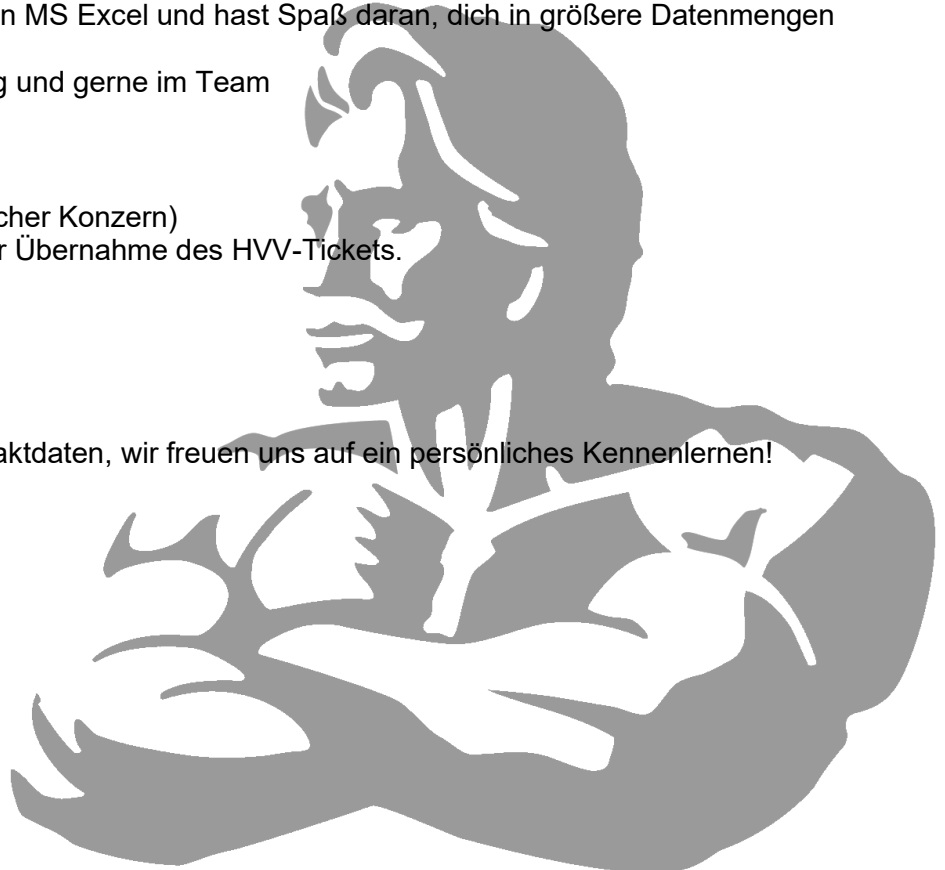 n MS Excel und hast Spaß daran, dich in größere Datenmengen
g und gerne im Team
cher Konzern)
r Übernahme des HVV-Tickets.
aktdaten, wir freuen uns auf ein persönliches Kennenlernen!